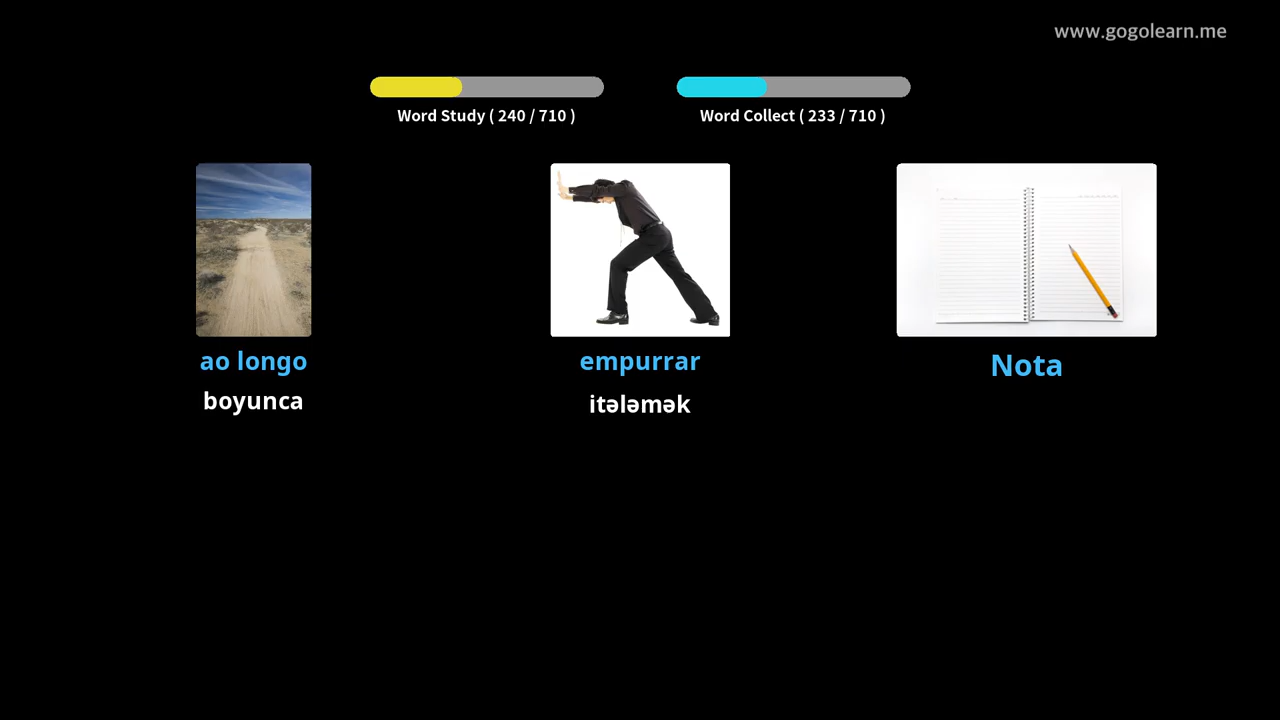 www.gogolearn.me
Word Study ( 240 / 710 )
Word Collect ( 233 / 710 )
ao longo
boyunca
empurrar
itələmək
Nota